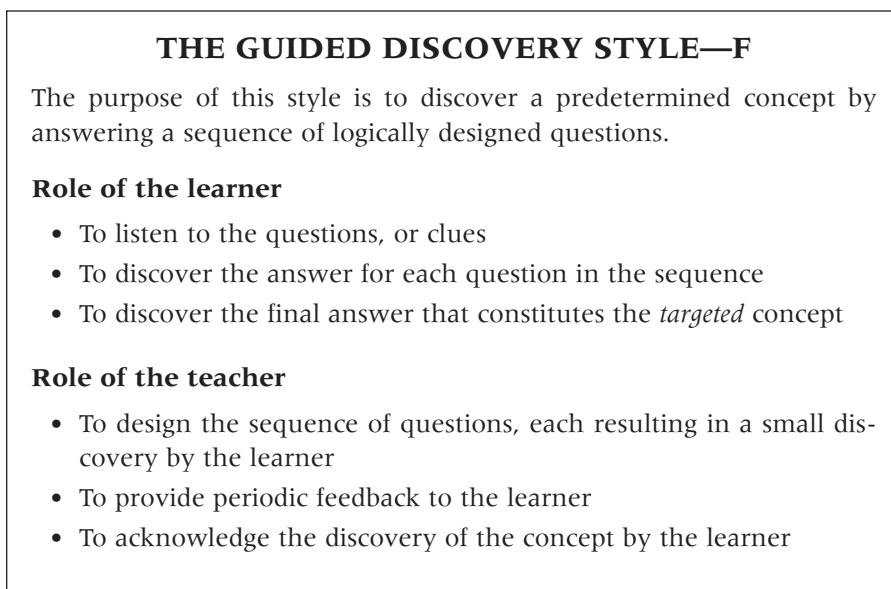 THE GUIDED DISCOVERY STYLE—F
The purpose of this style is to discover a predetermined concept by
answering a sequence of logically designed questions.
Role of the learner
• To listen to the questions, or clues
• To discover the answer for each question in the sequence
• To discover the final answer that constitutes the targeted concept
Role of the teacher
• To design the sequence of questions, each resulting in a small dis-
covery by the learner
• To provide periodic feedback to the learner
• To acknowledge the discovery of the concept by the learner